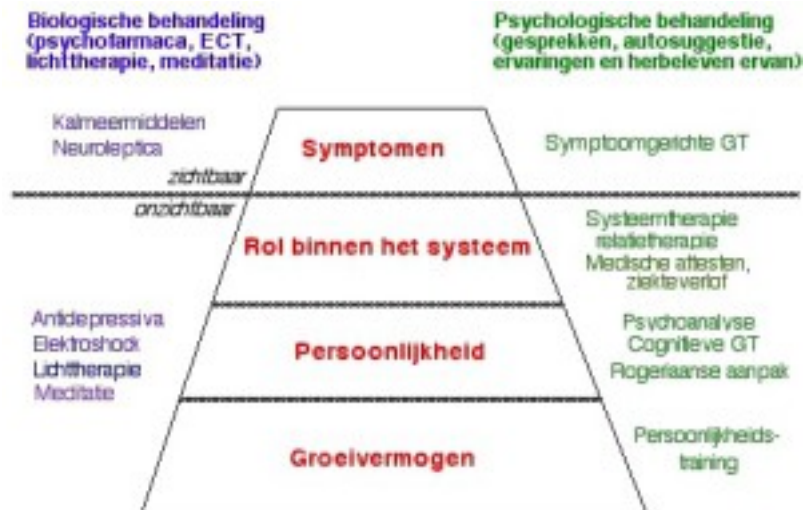 Biologische behandeling
(psychofarmaca, ECT,
lichttherapie, meditatie)
Psychologische behandeling
(gesprekken, autosuggestie,
ervaringen en herbeleven ervan)
Kalmeermiddelen
Neuroleptica
Symptomen
Symptoomgerichte GT
zichtbaar
onzichtbaar
Rol binnen het systeem
Systeemtherapie
relatietherapie
Medische attesten,
ziekteverlof
Antidepressiva
Elektroshock
Lichttherapie
Meditatie
Persoonlijkheid
Psychoanalyse
Cognitieve GT
Rogeriaanse aanpak
Groeivermogen
Persoonlijkheids-
training